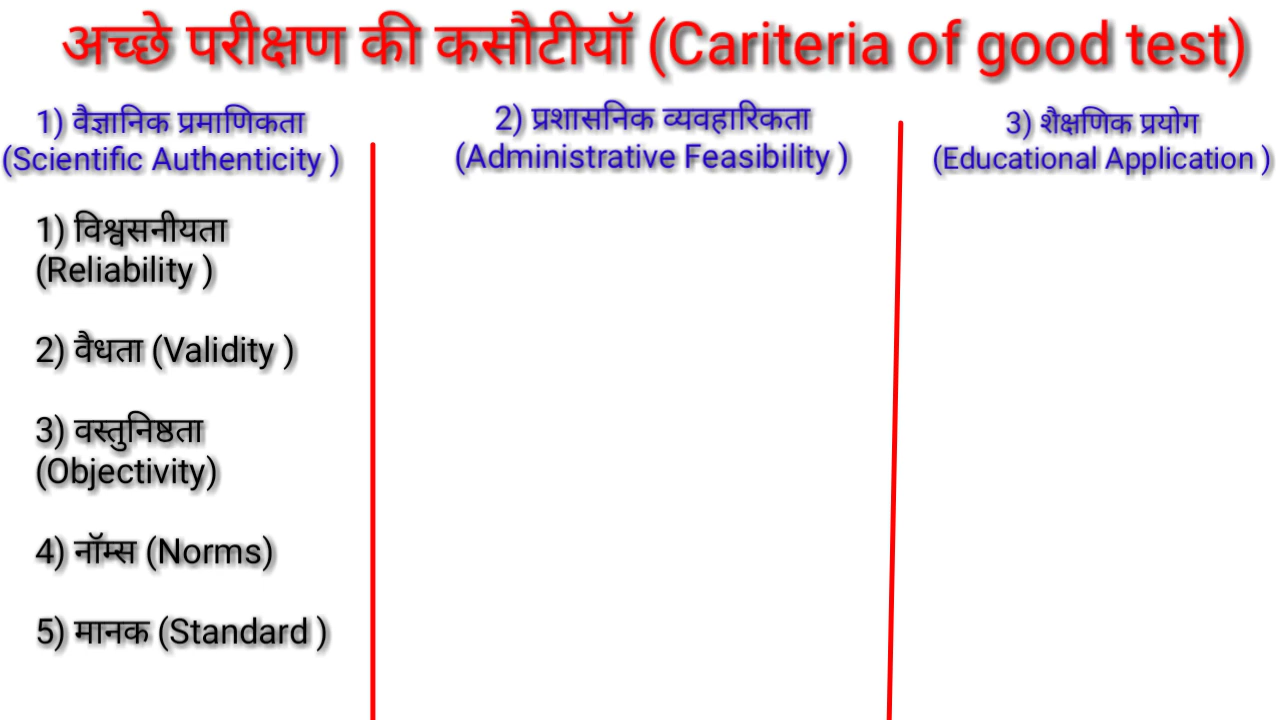 अच्छे परीक्षण की कसौटीयॉ (Cariteria of good test)
1) वैज्ञानिक प्रमाणिकता
(Scientific Authenticity )
2) प्रशासनिक व्यवहारिकता
(Administrative Feasibility )
3) शैक्षणिक प्रयोग
(Educational Application )
1) विश्वसनीयता
(Reliability )
2) वैधता (Validity )
3) वस्तुनिष्ठता
(Objectivity)
4) नॉम्स (Norms)
5) मानक (Standard )